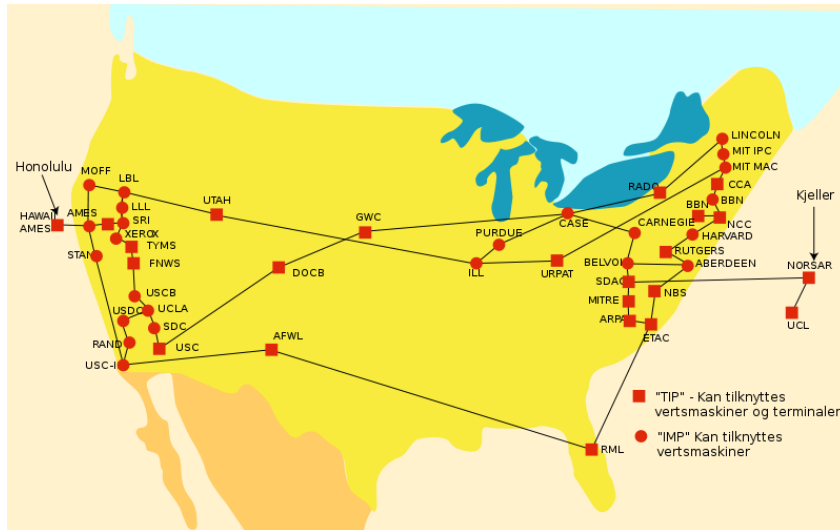 LINCOLN
MIT IPC
MIT MAC
Honolulu
MOFF
LBL
CCA
RADC
Kjeller
LLL
UTAH
BBN
BBN
HAWAII
AMES
AMES
SRI
GWC
CASE
CARNEGIE
NCC
XEROX
HARVARD
PURDUE
TYMS
RUTGERS
STAN
FNWS
DOCB
ILL
URPAT
BELVOI
ABERDEEN
NORSAR
SDAC
NBS
USCB
MITRE
USDC
UCLA
ARPA
UCL
SDC
ETAC
RAND
USC
AFWL
USC-I
"TIP" - Kan tilknyttes
vertsmaskiner og terminaler
"IMP" Kan tilknyttes
vertsmaskiner
RML